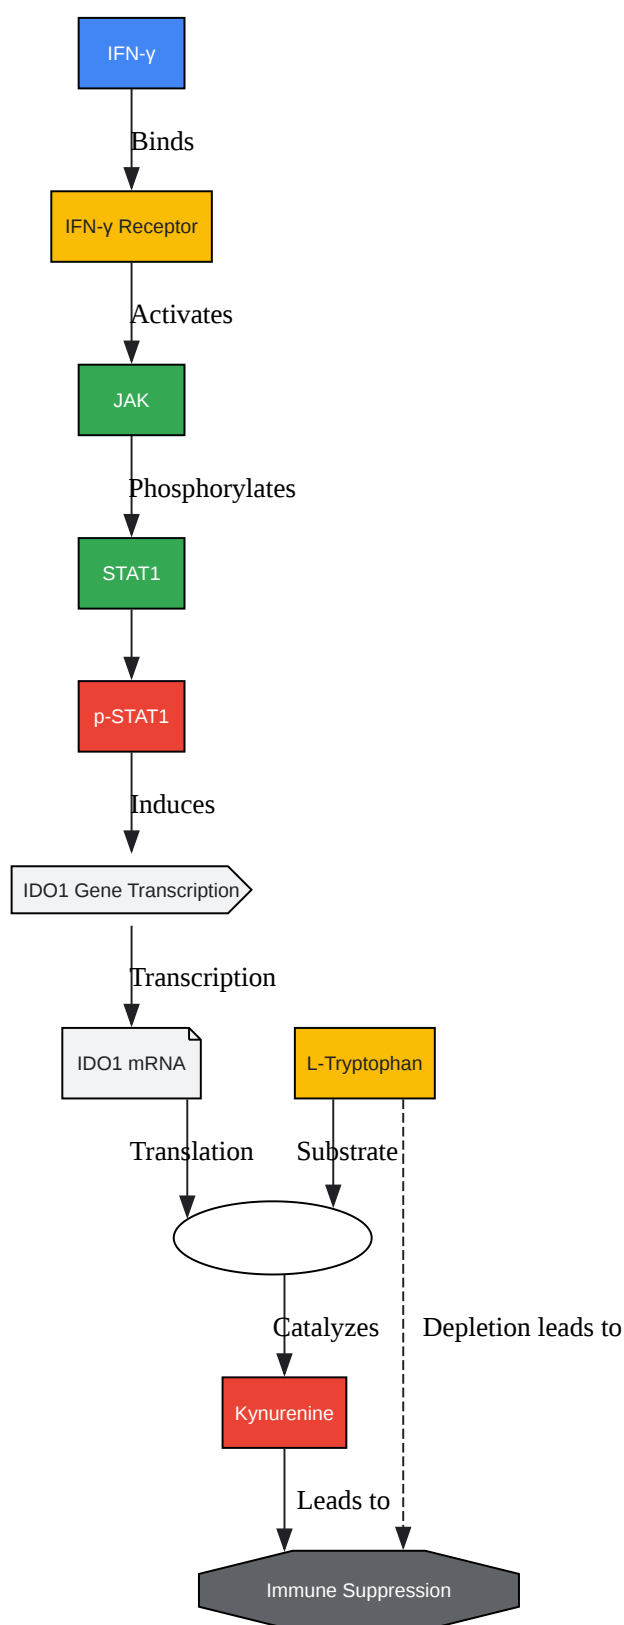 IFN-γ
Binds
IFN-γ Receptor
Activates
JAK
Phosphorylates
STAT1
p-STAT1
Induces
IDO1 Gene Transcription
Transcription
IDO1 mRNA
L-Tryptophan
Translation
Substrate
Catalyzes
Depletion leads to
Kynurenine
Leads to
Immune Suppression